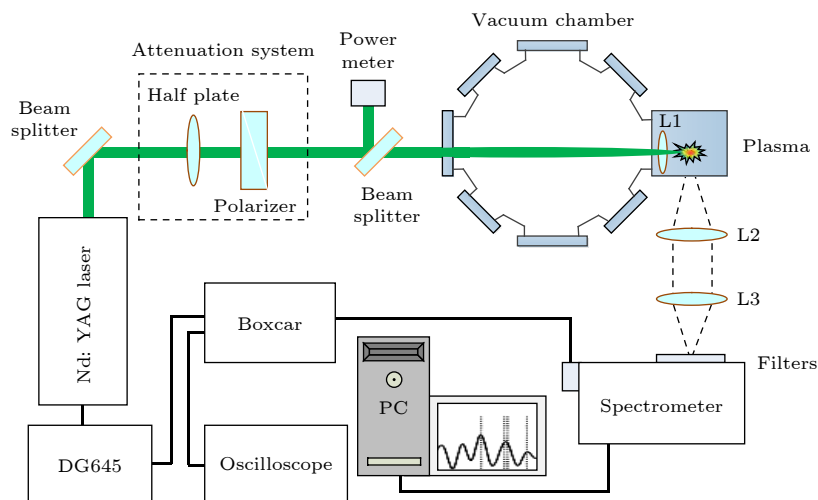 Vacuum chamber
Power
meter
Attenuation system
Half plate
Beam
splitter
L1
Plasma
Polarizer
Beam
splitter
L2
L3
Nd: YAG laser
Boxcar
Filters
PC
Spectrometer
DG645
Oscilloscope